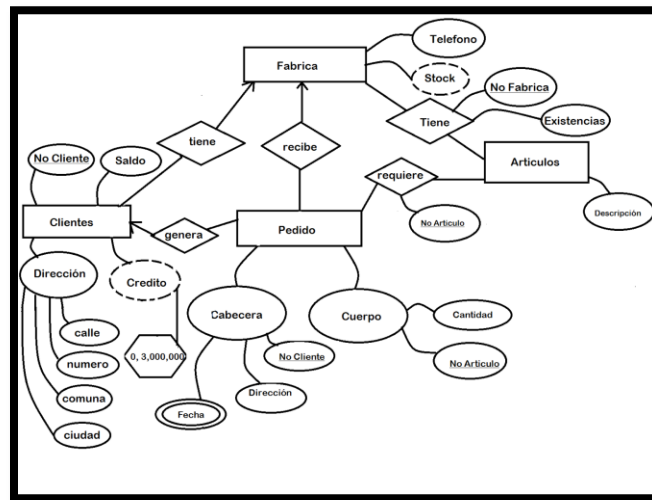 Telefono
Fabrica
Stock
No Fabrica
Tiene
Existencias
tiene
recibe
Articulos
No Cliente
Saldo
requiere
Clientes
genera
Pedido
No Articulo
Descripción
Dirección
Credito
Cabecera
Cuerpo
Cantidad
calle
0, 3,000,000
No Cliente
numero
No Articulo
comuna
Dirección
Fecha
ciudad